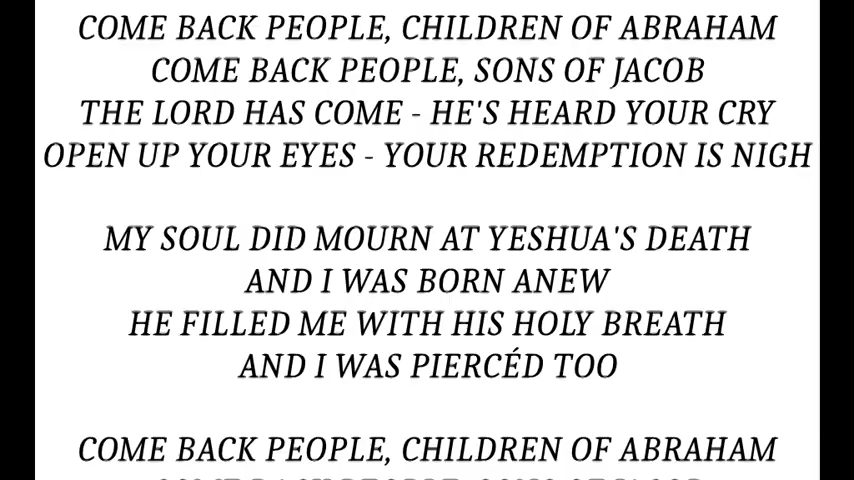 COME BACK PEOPLE, CHILDREN OF ABRAHAM
COME BACK PEOPLE, SONS OF JACOB
THE LORD HAS COME - HE'S HEARD YOUR CRY
OPEN UP YOUR EYES - YOUR REDEMPTION IS NIGH
MY SOUL DID MOURN AT YESHUA'S DEATH
AND I WAS BORN ANEW
HE FILLED ME WITH HIS HOLY BREATH
AND I WAS PIERCÉD TOO
COME BACK PEOPLE, CHILDREN OF ABRAHAM